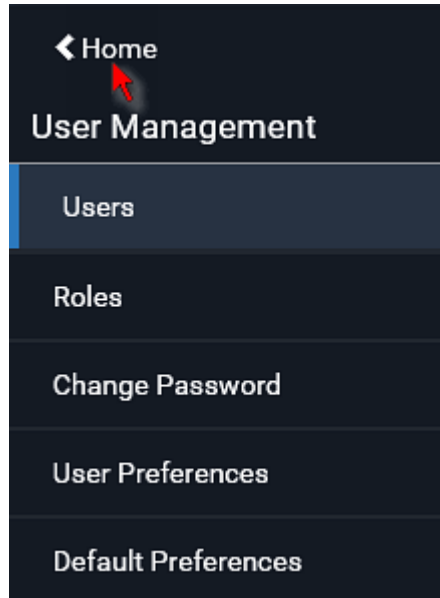 Home
User Management
Users
Roles
Change Password
User Preferences
Default Preferences